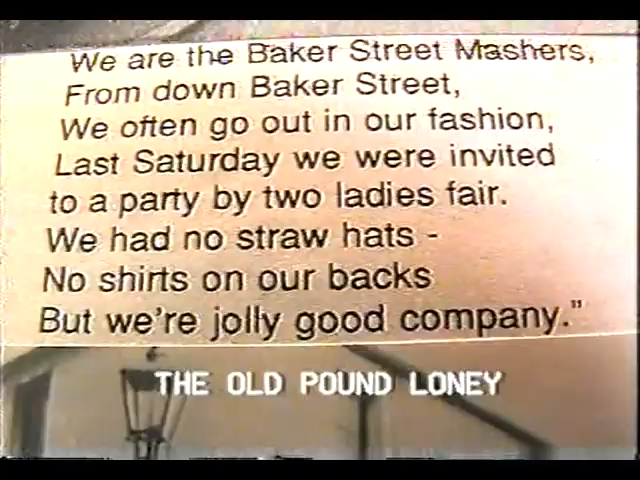 We are the Baker Street Mashers,
From down Baker Street,
We often go out in our fashion,
Last Saturday we were invited
to a party by two ladies fair.
We had no straw hats -
No shirts on our backs
But we're jolly good company."
THE OLD POUND LONEY